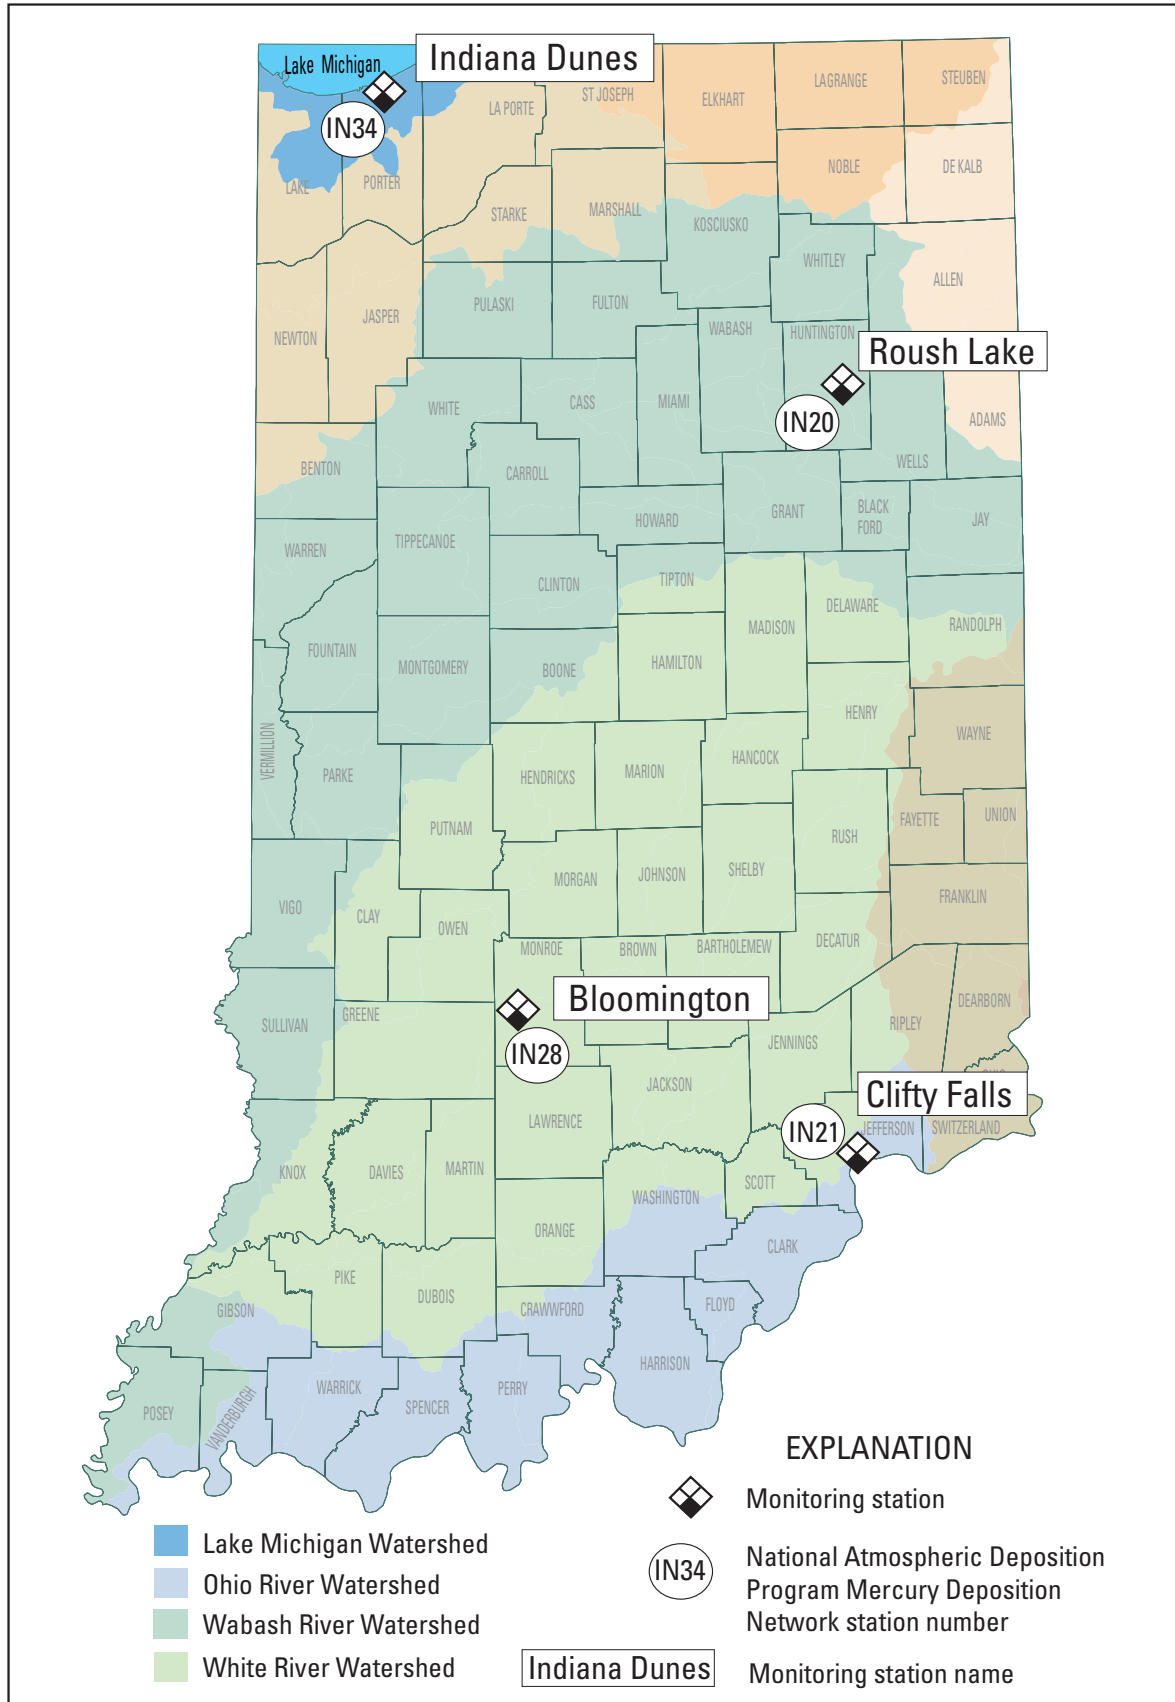 Lake Michigan
Indiana Dunes
IN34
LA PORTE
ST JOSEPH
ELKHART
LAGRANGE
STEUBEN
LAKE
PORTER
NOBLE
DE KALB
STARKE
MARSHALL
KOSCIUSKO
WHITLEY
ALLEN
NEWTON
JASPER
PULASKI
FULTON
WABASH
HUNTINGTON
Roush Lake
IN20
WHITE
CASS
MIAMI
ADAMS
BENTON
CARROLL
WELLS
HOWARD
GRANT
BLACK
FORD
JAY
WARREN
TIPPECANOE
CLINTON
TIPTON
DELAWARE
RANDOLPH
FOUNTAIN
MONTGOMERY
BOONE
HAMILTON
MADISON
HENRY
WAYNE
VERMILLION
PARKE
HENDRICKS
MARION
HANCOCK
PUTNAM
RUSH
FAYETTE
UNION
MORGAN
JOHNSON
SHELBY
FRANKLIN
VIGO
CLAY
OWEN
MONROE
BROWN
BARTHOLEMEW
DECATUR
Bloomington
IN28
SULLIVAN
GREENE
JENNINGS
RIPLEY
DEARBORN
OHIO
JACKSON
LAWRENCE
Clifty Falls
IN21
JEFFERSON
SWITZERLAND
KNOX
DAVIES
MARTIN
WASHINGTON
SCOTT
ORANGE
CLARK
PIKE
DUBOIS
GIBSON
CRAWWFORD
FLOYD
HARRISON
WARRICK
PERRY
POSEY
VANDERBURGH
SPENCER
EXPLANATION
Monitoring station
IN34
National Atmospheric Deposition
Program Mercury Deposition
Network station number
Indiana Dunes
Monitoring station name
Lake Michigan Watershed
Ohio River Watershed
Wabash River Watershed
White River Watershed